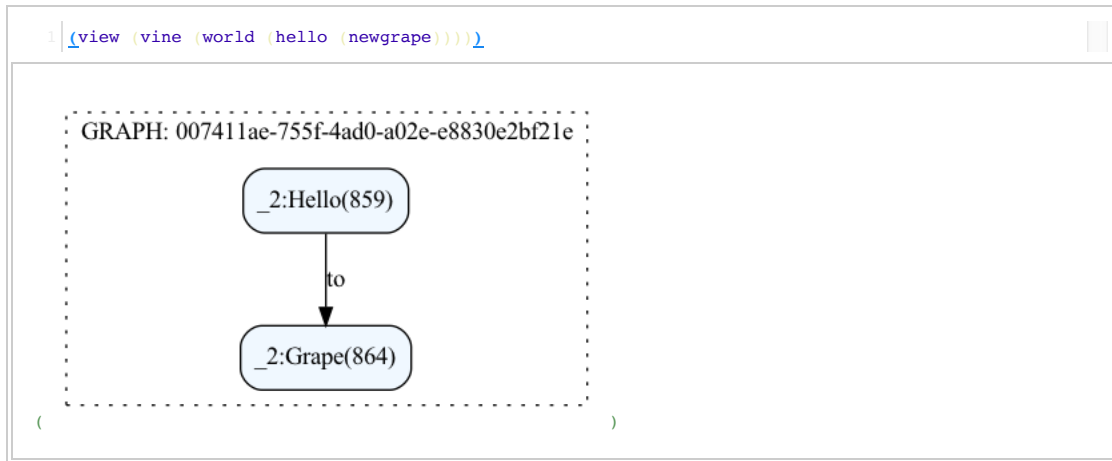 1 (view (vine (world (hello (newgrape)))))
GRAPH: 007411ae-755f-4ad0-a02e-e8830e2bf21e
_2:Hello(859)
to
_2:Grape(864)
( )